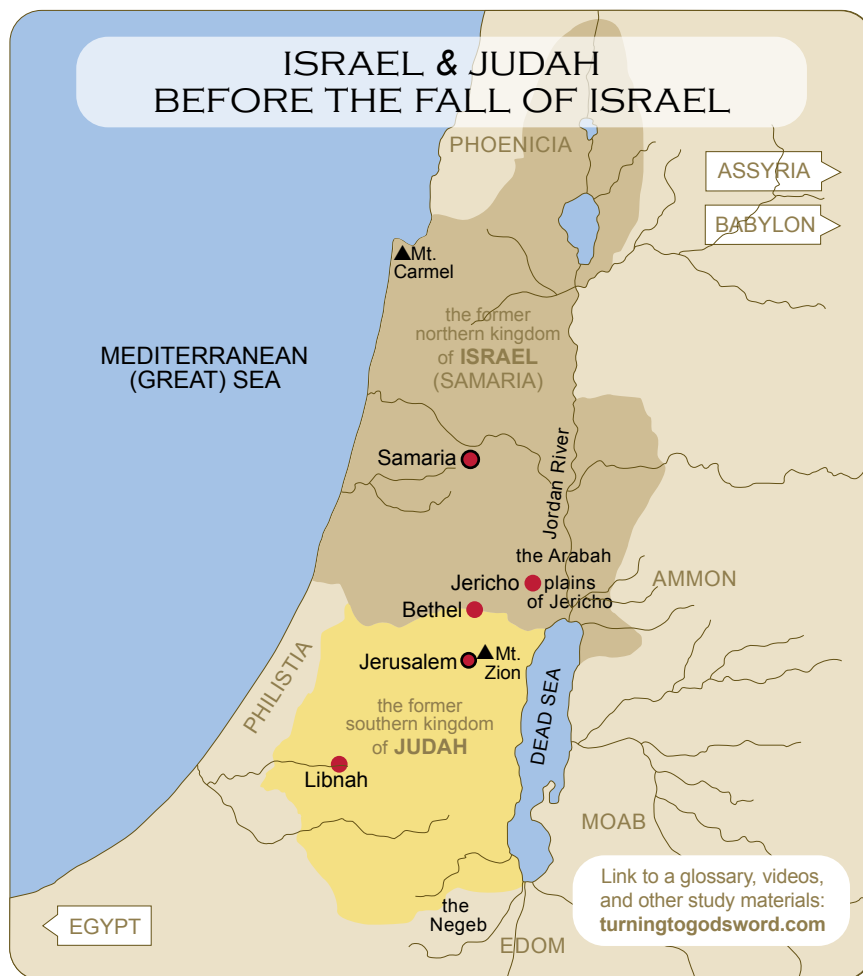 ISRAEL & JUDAH
BEFORE THE FALL OF ISRAEL
PHOENICIA
ASSYRIA
BABYLON
Mt.
Carmel
the former
northern kingdom
of ISRAEL
(SAMARIA)
MEDITERRANEAN
(GREAT) SEA
Samaria
Jordan River
the Arabah
Jericho
plains
of Jericho
AMMON
Bethel
Jerusalem
Mt.
Zion
PHILISTIA
the former
southern kingdom
of JUDAH
DEAD SEA
Libnah
MOAB
the
Negeb
EDOM
EGYPT
Link to a glossary, videos,
and other study materials:
turningtogodsword.com